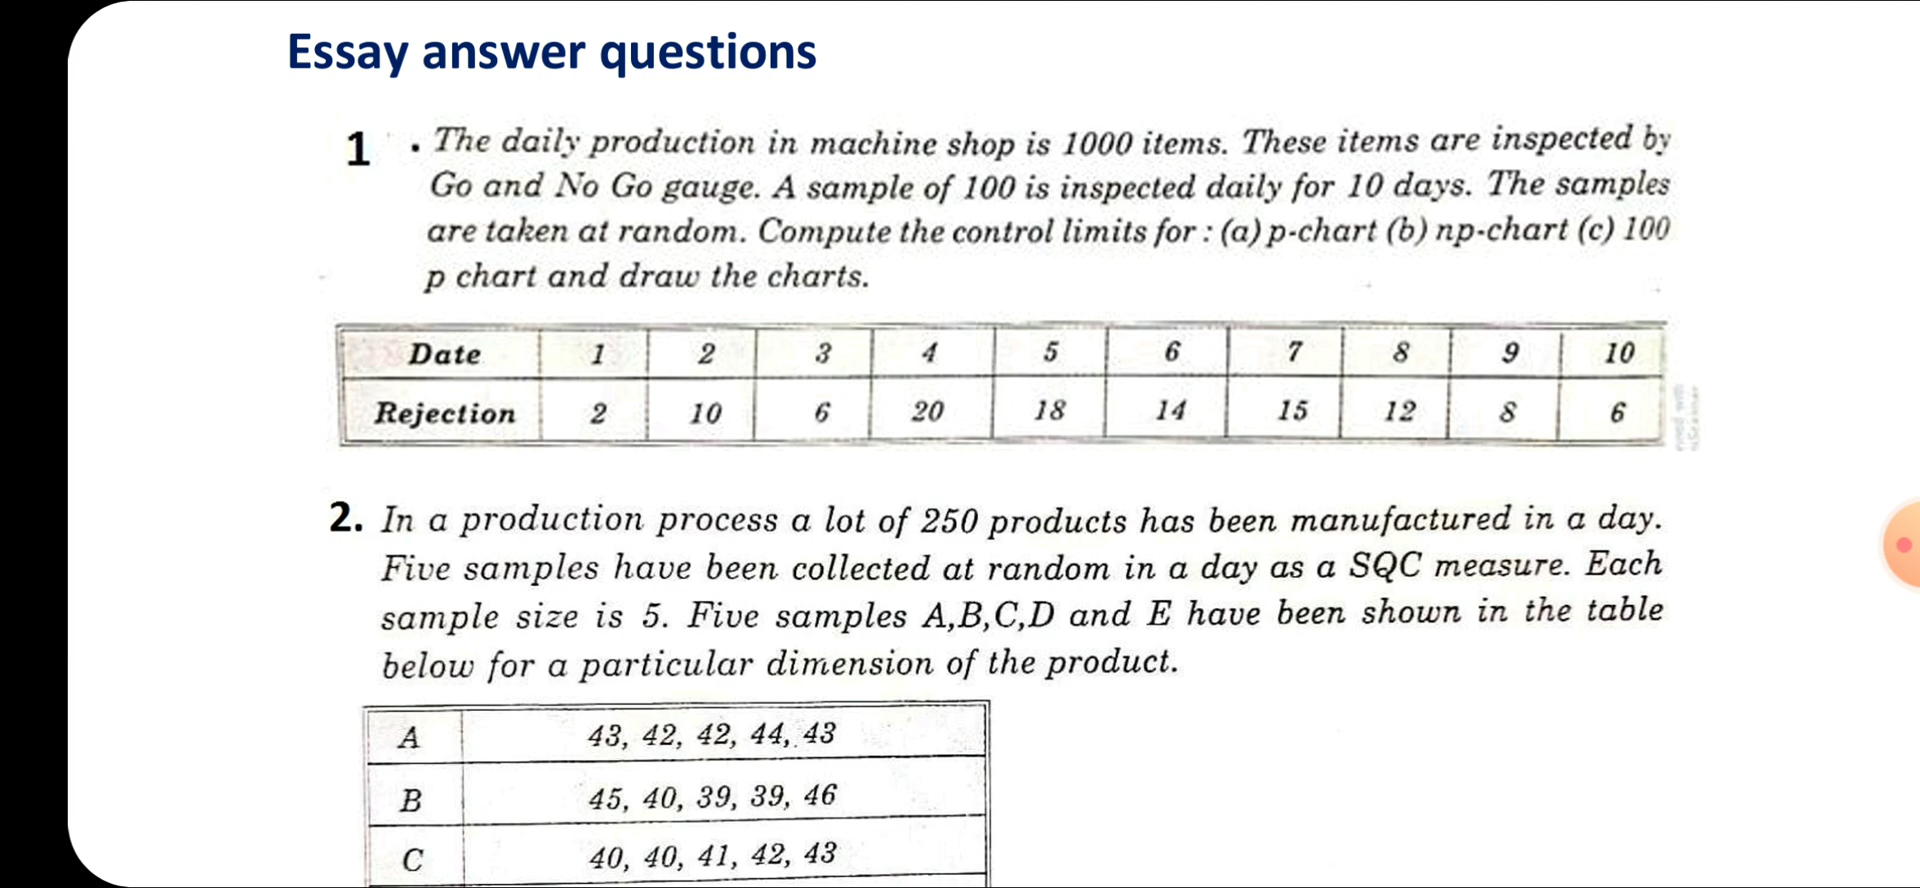 Essay answer questions
1 . The daily production in machine shop is 1000 items. These items are inspected by
Go and No Go gauge. A sample of 100 is inspected daily for 10 days. The samples
are taken at random. Compute the control limits for : (a) p-chart (b) np-chart (c) 100
p chart and draw the charts.
Date 1 2 3 4 5 6 7 8 9 10
Rejection 2 10 6 20 18 14 15 12 8 6
2. In a production process a lot of 250 products has been manufactured in a day.
Five samples have been collected at random in a day as a SQC measure. Each
sample size is 5. Five samples A,B,C,D and E have been shown in the table
below for a particular dimension of the product.
A 43, 42, 42, 44, 43
B 45, 40, 39, 39, 46
C 40, 40, 41, 42, 43